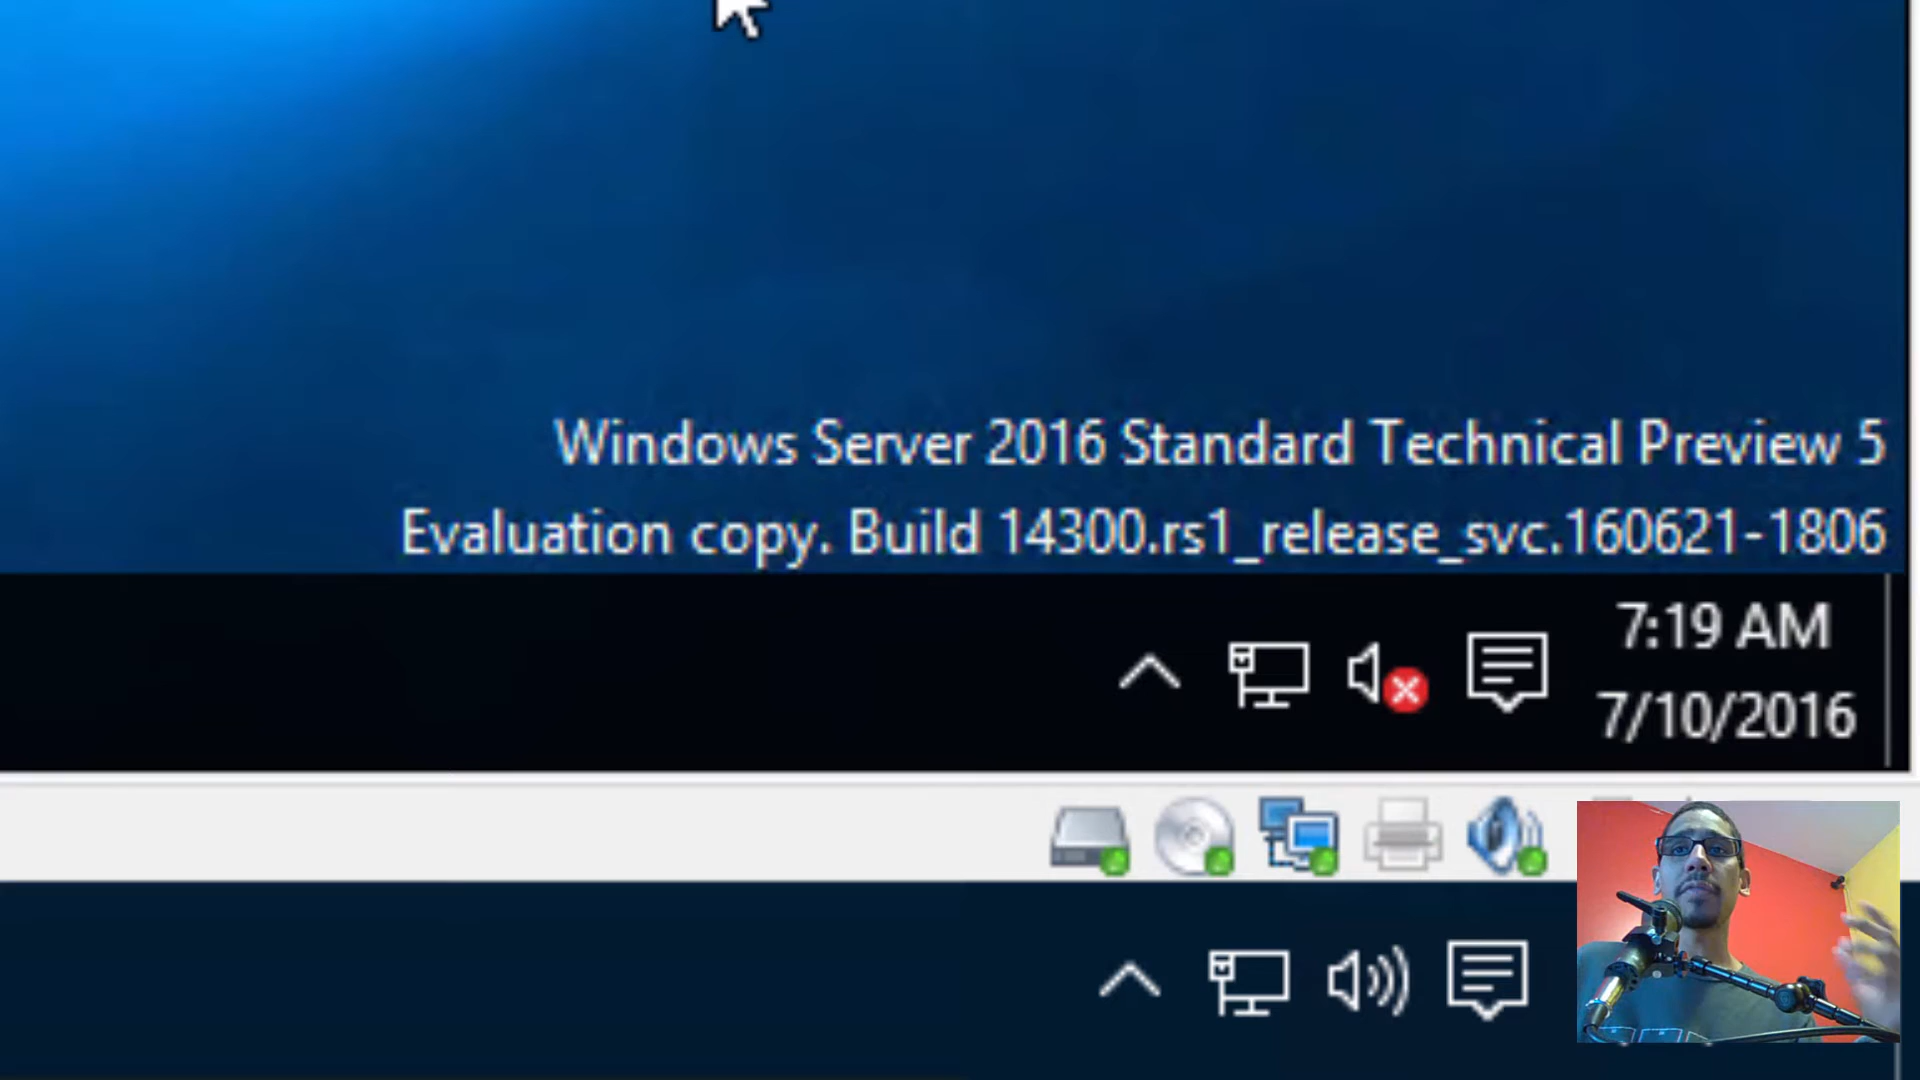 Windows Server 2016 Standard Technical Preview 5
Evaluation copy. Build 14300.rs1_release_svc.160621-1806
7:19 AM
7/10/2016